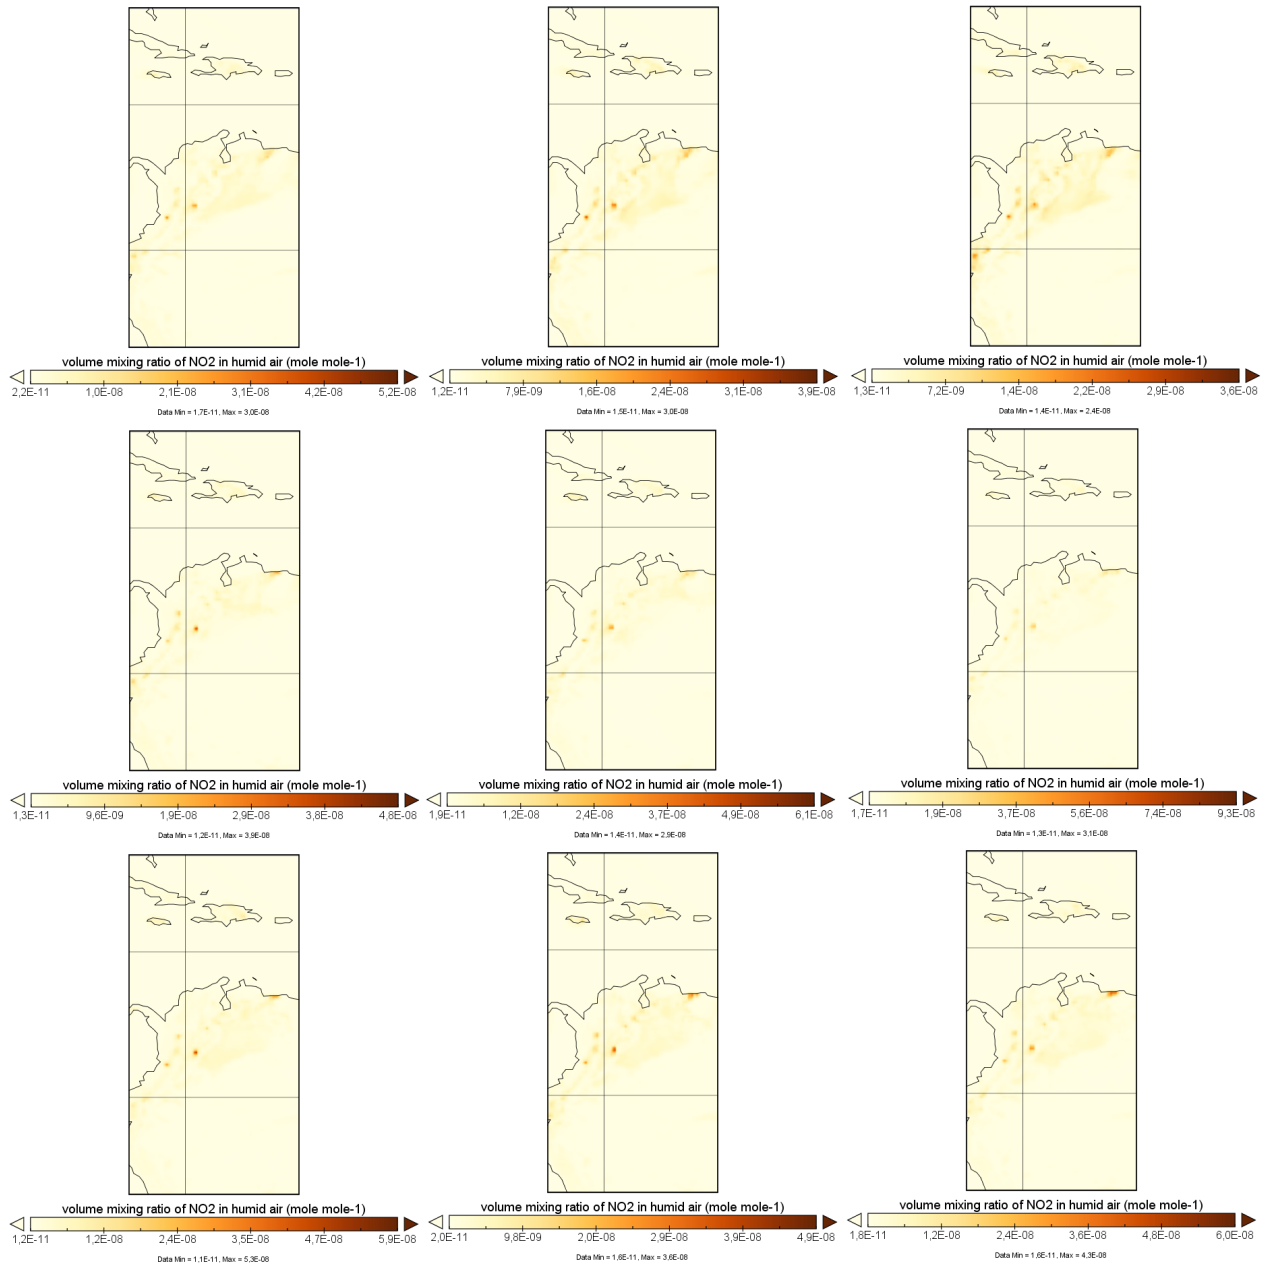 volume mixing ratio of NO2 in humid air (mole mole-1)
2,2E-11 1,0E-08 2,1E-08 3,1E-08 4,2E-08 5,2E-08
Data Min = 1,7E-11, Max = 3,0E-08
volume mixing ratio of NO2 in humid air (mole mole-1)
1,2E-11 7,9E-09 1,6E-08 2,4E-08 3,1E-08 3,9E-08
Data Min = 1,5E-11, Max = 3,0E-08
volume mixing ratio of NO2 in humid air (mole mole-1)
1,3E-11 7,2E-09 1,4E-08 2,2E-08 2,9E-08 3,6E-08
Data Min = 1,4E-11, Max = 2,4E-08
volume mixing ratio of NO2 in humid air (mole mole-1)
1,3E-11 9,6E-09 1,9E-08 2,9E-08 3,8E-08 4,8E-08
Data Min = 1,2E-11, Max = 3,9E-08
volume mixing ratio of NO2 in humid air (mole mole-1)
1,9E-11 1,2E-08 2,4E-08 3,7E-08 4,9E-08 6,1E-08
Data Min = 1,4E-11, Max = 2,9E-08
volume mixing ratio of NO2 in humid air (mole mole-1)
1,7E-11 1,9E-08 3,7E-08 5,6E-08 7,4E-08 9,3E-08
Data Min = 1,3E-11, Max = 3,1E-08
volume mixing ratio of NO2 in humid air (mole mole-1)
1,2E-11 1,2E-08 2,4E-08 3,5E-08 4,7E-08 5,9E-08
Data Min = 1,1E-11, Max = 5,3E-08
volume mixing ratio of NO2 in humid air (mole mole-1)
2,0E-11 9,8E-09 2,0E-08 2,9E-08 3,9E-08 4,9E-08
Data Min = 1,6E-11, Max = 3,6E-08
volume mixing ratio of NO2 in humid air (mole mole-1)
1,8E-11 1,2E-08 2,4E-08 3,6E-08 4,8E-08 6,0E-08
Data Min = 1,6E-11, Max = 4,3E-08